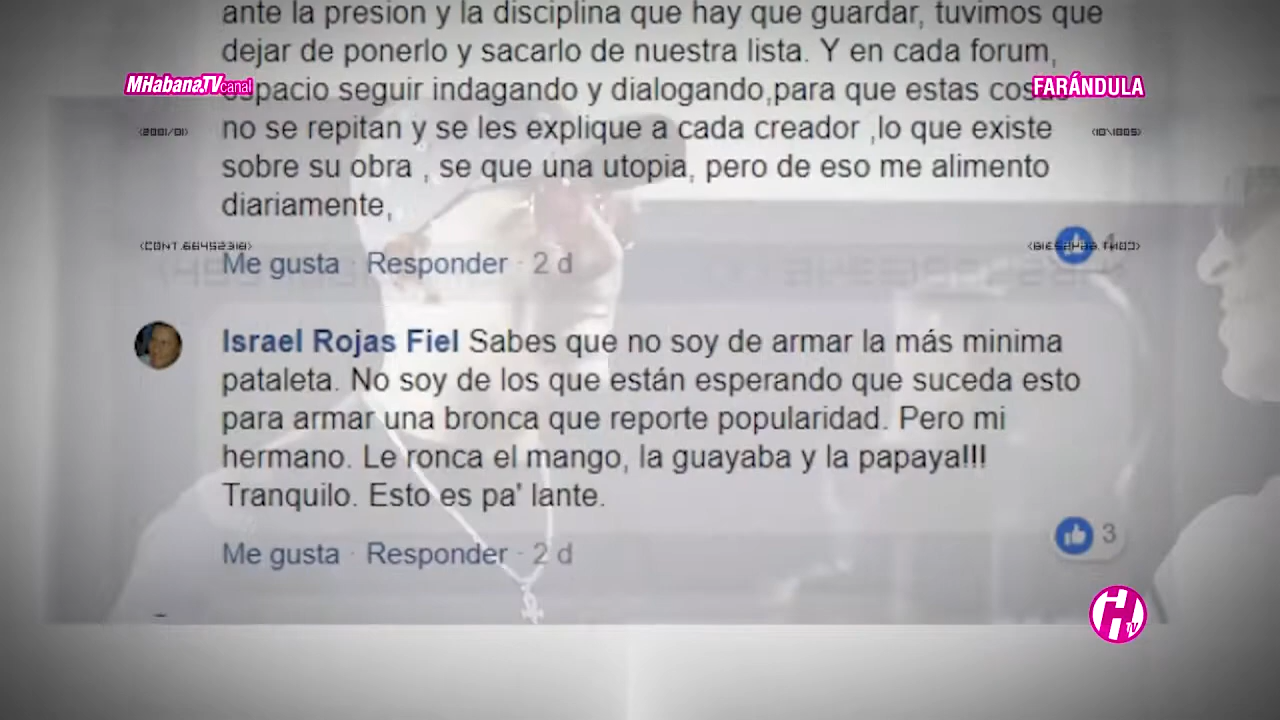 ante la presion y la disciplina que hay que guardar, tuvimos que
dejar de ponerlo y sacarlo de nuestra lista. Y en cada forum,
MiHabana.TV canal
FARÁNDULA
espacio seguir indagando y dialogando,para que estas cosas
no se repitan y se les explique a cada creador ,lo que existe
sobre su obra , se que una utopia, pero de eso me alimento
diariamente,
Me gusta · Responder · 2 d
4
Israel Rojas Fiel Sabes que no soy de armar la más minima
pataleta. No soy de los que están esperando que suceda esto
para armar una bronca que reporte popularidad. Pero mi
hermano. Le ronca el mango, la guayaba y la papaya!!!
Tranquilo. Esto es pa' lante.
Me gusta · Responder · 2 d
3
H TV